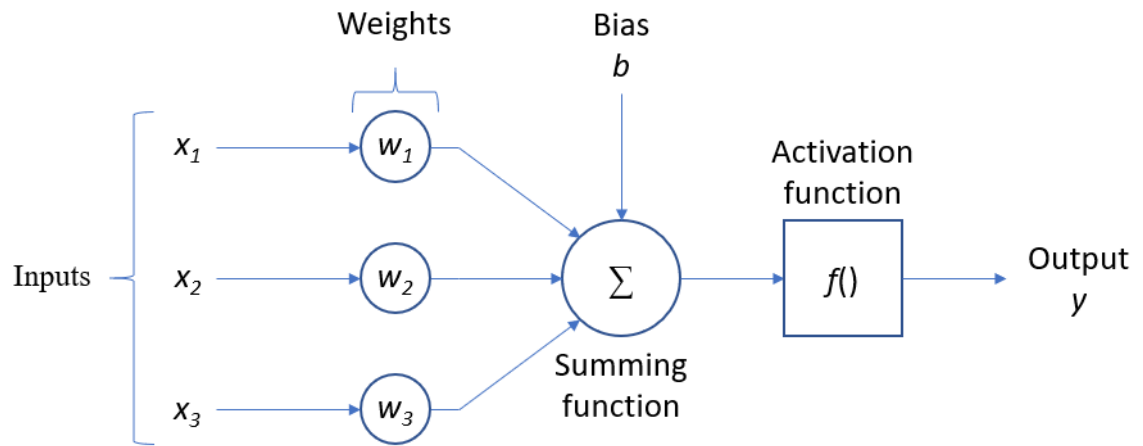 Weights
Bias
b
x1
w1
Activation
function
Inputs
x2
w2
∑
f()
Output
y
Summing
function
x3
w3